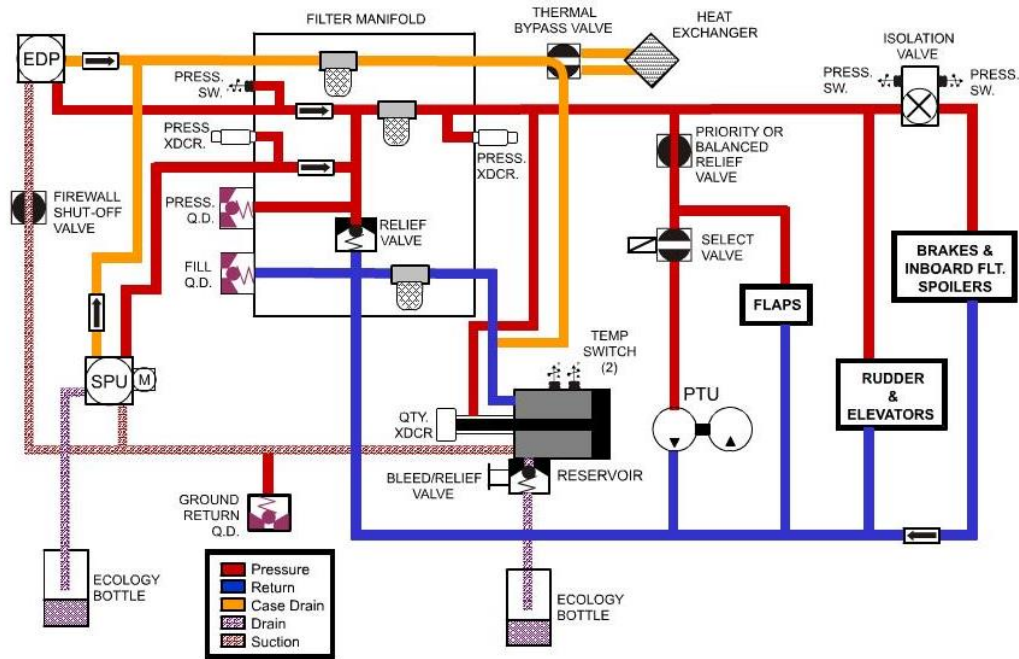 FILTER MANIFOLD
THERMAL
BYPASS VALVE
HEAT
EXCHANGER
ISOLATION
VALVE
EDP
PRESS.
SW.
PRESS.
SW.
PRESS.
SW.
PRESS
XDCR.
PRESS.
XDCR.
PRIORITY OR
BALANCED
RELIEF
VALVE
FIREWALL
SHUT-OFF
VALVE
PRESS.
Q.D.
RELIEF
VALVE
SELECT
VALVE
FILL
Q.D.
BRAKES &
INBOARD FLT.
SPOILERS
FLAPS
TEMP
SWITCH
(2)
SPU
M
PTU
RUDDER
&
ELEVATORS
QTY.
XDCR
BLEED/RELIEF
VALVE
RESERVOIR
GROUND
RETURN
Q.D.
ECOLOGY
BOTTLE
Pressure
Return
Case Drain
Drain
Suction
ECOLOGY
BOTTLE